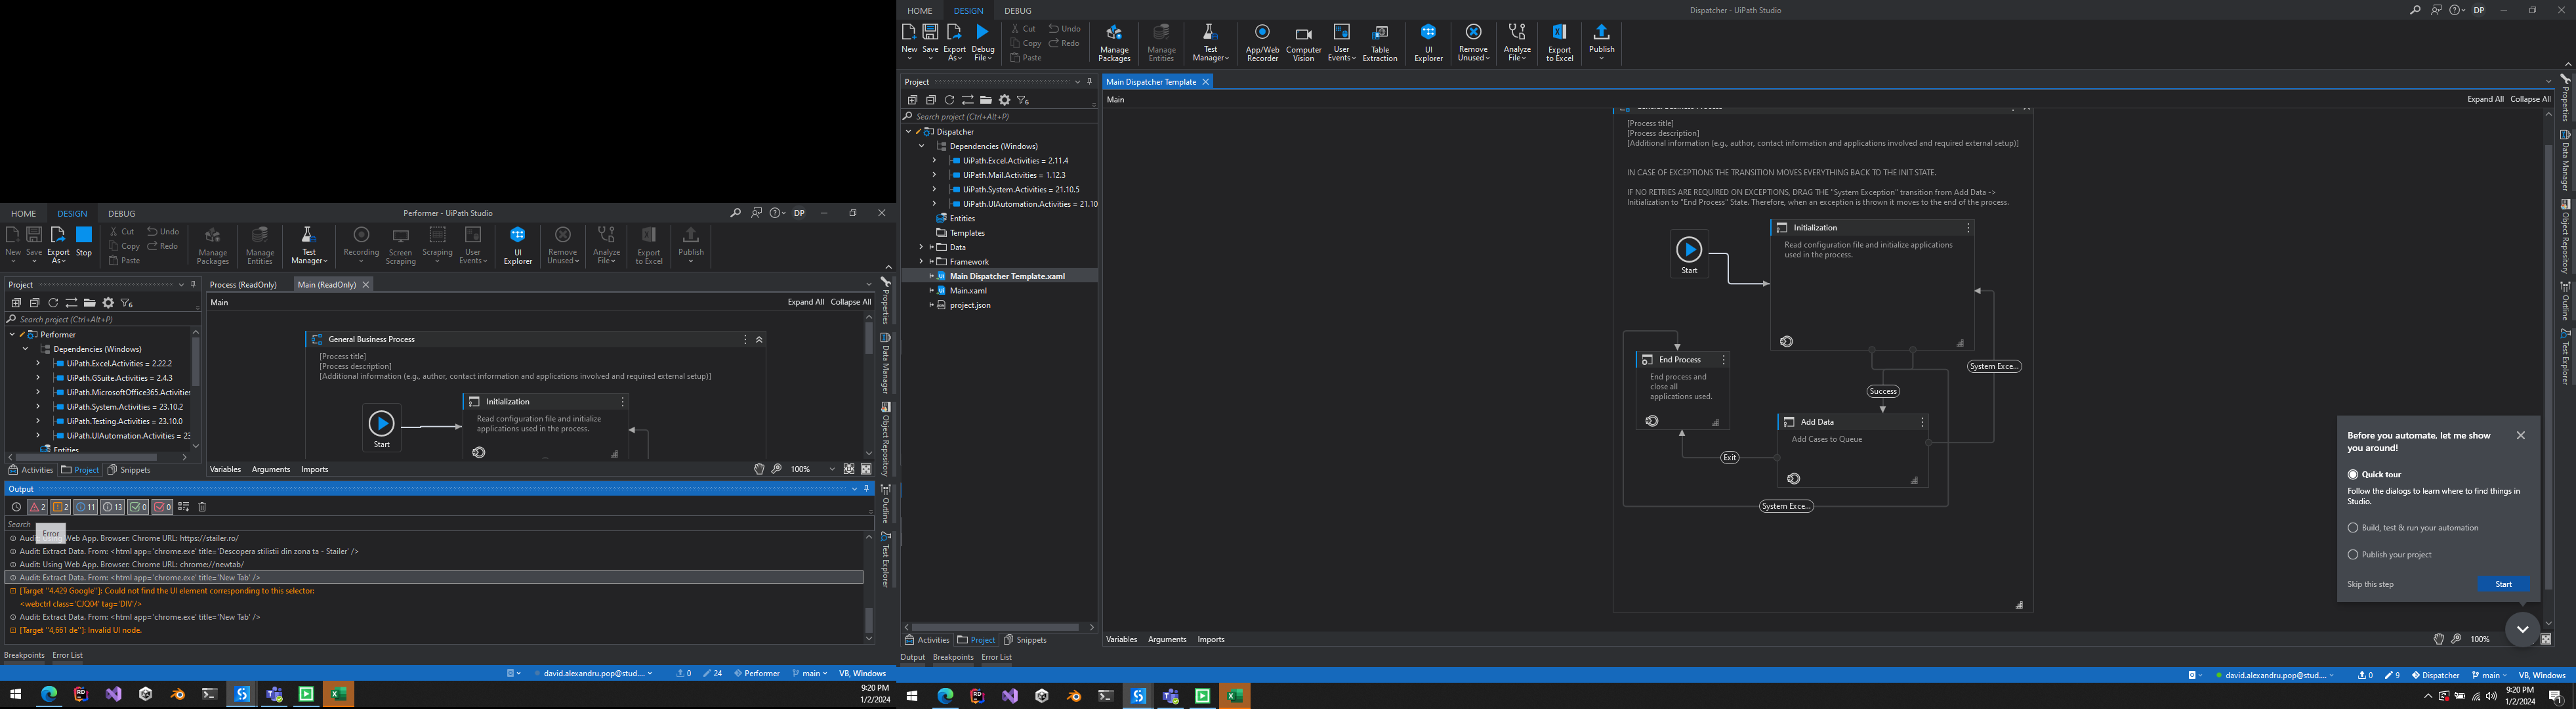 HOME DESIGN DEBUG
Performer - UiPath Studio
DP
New Save Export As Stop
Cut Undo
Copy Redo
Paste
Manage Packages
Manage Entities
Test Manager
Recording
Screen Scraping
Scraping
User Events
UI Explorer
Remove Unused
Analyze File
Export to Excel
Publish
Project
Search project (Ctrl+Alt+P)
Performer
Dependencies (Windows)
UiPath.Excel.Activities = 2.22.2
UiPath.GSuite.Activities = 2.4.3
UiPath.MicrosoftOffice365.Activities
UiPath.System.Activities = 23.10.2
UiPath.Testing.Activities = 23.10.0
UiPath.UIAutomation.Activities = 23
Entities
Activities Project Snippets
Process (ReadOnly) Main (ReadOnly)
Main
Expand All Collapse All
General Business Process
[Process title]
[Process description]
[Additional information (e.g., author, contact information and applications involved and required external setup)]
Start
Initialization
Read configuration file and initialize
applications used in the process.
Variables Arguments Imports
100%
Properties
Data Manager
Object Repository
Outline
Test Explorer
Output
2 2 11 13 0 0
Search
Error
Audit: Using Web App. Browser: Chrome URL: https://stailer.ro/
Audit: Extract Data. From: <html app='chrome.exe' title='Descopera stilistii din zona ta - Stailer' />
Audit: Using Web App. Browser: Chrome URL: chrome://newtab/
Audit: Extract Data. From: <html app='chrome.exe' title='New Tab' />
[Target "4.429 Google"]: Could not find the UI element corresponding to this selector:
<webctrl class='CJQ04' tag='DIV'/>
Audit: Extract Data. From: <html app='chrome.exe' title='New Tab' />
[Target "4,661 de"]: Invalid UI node.
Breakpoints Error List
david.alexandru.pop@stud.... 0 24 Performer main VB, Windows
9:20 PM
1/2/2024
HOME DESIGN DEBUG
Dispatcher - UiPath Studio
DP
New Save Export As Debug File
Cut Undo
Copy Redo
Paste
Manage Packages
Manage Entities
Test Manager
App/Web Recorder
Computer Vision
User Events
Table Extraction
UI Explorer
Remove Unused
Analyze File
Export to Excel
Publish
Project
Search project (Ctrl+Alt+P)
Dispatcher
Dependencies (Windows)
UiPath.Excel.Activities = 2.11.4
UiPath.Mail.Activities = 1.12.3
UiPath.System.Activities = 21.10.5
UiPath.UIAutomation.Activities = 21.10
Entities
Templates
Data
Framework
Main Dispatcher Template.xaml
Main.xaml
project.json
Activities Project Snippets
Main Dispatcher Template
Main
Expand All Collapse All
[Process title]
[Process description]
[Additional information (e.g., author, contact information and applications involved and required external setup)]
IN CASE OF EXCEPTIONS THE TRANSITION MOVES EVERYTHING BACK TO THE INIT STATE.
IF NO RETRIES ARE REQUIRED ON EXCEPTIONS, DRAG THE "System Exception" transition from Add Data ->
Initialization to "End Process" State. Therefore, when an exception is thrown it moves to the end of the process.
Start
Initialization
Read configuration file and initialize applications
used in the process.
End Process
End process and
close all
applications used.
System Exce...
Success
Add Data
Add Cases to Queue
Exit
System Exce...
Variables Arguments Imports
100%
Properties
Data Manager
Object Repository
Outline
Test Explorer
Before you automate, let me show
you around!
Quick tour
Follow the dialogs to learn where to find things in
Studio.
Build, test & run your automation
Publish your project
Skip this step
Start
Output Breakpoints Error List
david.alexandru.pop@stud.... 0 9 Dispatcher main VB, Windows
9:20 PM
1/2/2024